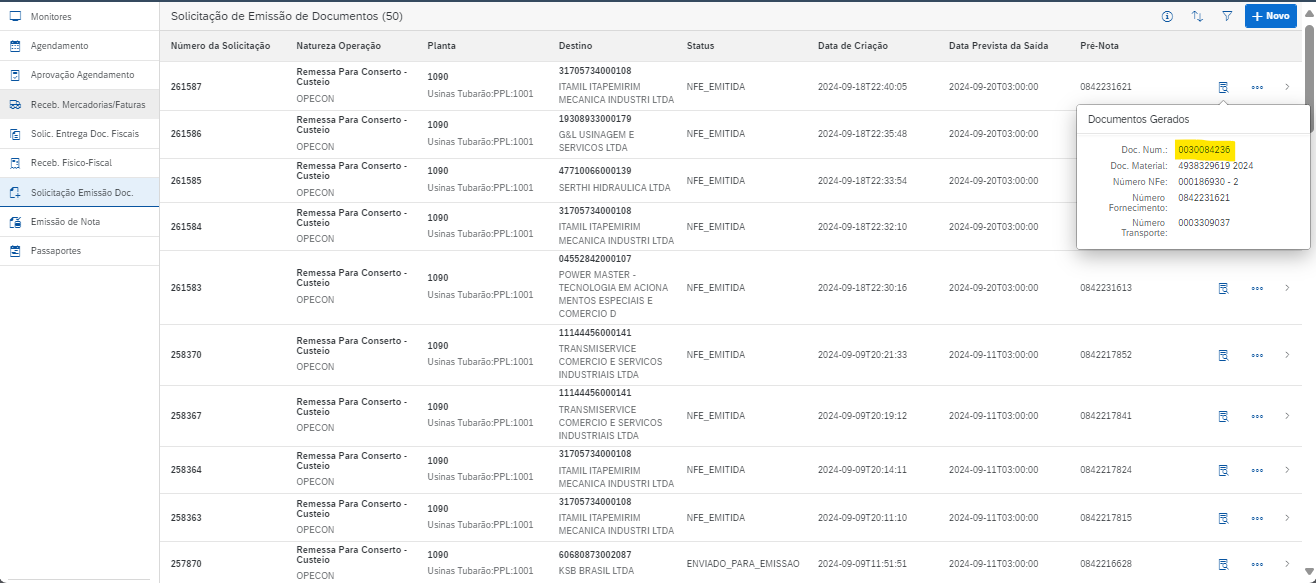 Monitores
Agendamento
Aprovação Agendamento
Receb. Mercadorias/Faturas
Solic. Entrega Doc. Fiscais
Receb. Fisico-Fiscal
Solicitação Emissão Doc.
Emissão de Nota
Passaportes
Solicitação de Emissão de Documentos (50)
Novo
Número da Solicitação Natureza Operação Planta Destino Status Data de Criação Data Prevista da Saída Pré-Nota
261587
Remessa Para Conserto -
Custeio
OPECON
1090
Usinas Tubarão:PPL:1001
31705734000108
ITAMIL ITAPEMIRIM
MECANICA INDUSTRI LTDA
NFE_EMITIDA
2024-09-18T22:40:05
2024-09-20T03:00:00
0842231621
261586
Remessa Para Conserto -
Custeio
OPECON
1090
Usinas Tubarão:PPL:1001
19308933000179
G&L USINAGEM E
SERVICOS LTDA
NFE_EMITIDA
2024-09-18T22:35:48
2024-09-20T03:00:00
261585
Remessa Para Conserto -
Custeio
OPECON
1090
Usinas Tubarão:PPL:1001
47710066000139
SERTHI HIDRAULICA LTDA
NFE_EMITIDA
2024-09-18T22:33:54
2024-09-20T03:00:00
261584
Remessa Para Conserto -
Custeio
OPECON
1090
Usinas Tubarão:PPL:1001
31705734000108
ITAMIL ITAPEMIRIM
MECANICA INDUSTRI LTDA
NFE_EMITIDA
2024-09-18T22:32:10
2024-09-20T03:00:00
Documentos Gerados
Doc. Num.: 0030084236
Doc. Material: 4938329619 2024
Número NFe: 000186930 - 2
Número
Fornecimento: 0842231621
Número
Transporte: 0003309037
261583
Remessa Para Conserto -
Custeio
OPECON
1090
Usinas Tubarão:PPL:1001
04552842000107
POWER MASTER -
TECNOLOGIA EM ACIONA
MENTOS ESPECIAIS E
COMERCIO D
NFE_EMITIDA
2024-09-18T22:30:16
2024-09-20T03:00:00
0842231613
258370
Remessa Para Conserto -
Custeio
OPECON
1090
Usinas Tubarão:PPL:1001
11144456000141
TRANSMISERVICE
COMERCIO E SERVICOS
INDUSTRIAIS LTDA
NFE_EMITIDA
2024-09-09T20:21:33
2024-09-11T03:00:00
0842217852
258367
Remessa Para Conserto -
Custeio
OPECON
1090
Usinas Tubarão:PPL:1001
11144456000141
TRANSMISERVICE
COMERCIO E SERVICOS
INDUSTRIAIS LTDA
NFE_EMITIDA
2024-09-09T20:19:12
2024-09-11T03:00:00
0842217841
258364
Remessa Para Conserto -
Custeio
OPECON
1090
Usinas Tubarão:PPL:1001
31705734000108
ITAMIL ITAPEMIRIM
MECANICA INDUSTRI LTDA
NFE_EMITIDA
2024-09-09T20:14:11
2024-09-11T03:00:00
0842217824
258363
Remessa Para Conserto -
Custeio
OPECON
1090
Usinas Tubarão:PPL:1001
31705734000108
ITAMIL ITAPEMIRIM
MECANICA INDUSTRI LTDA
NFE_EMITIDA
2024-09-09T20:11:10
2024-09-11T03:00:00
0842217815
257870
Remessa Para Conserto -
Custeio
OPECON
1090
Usinas Tubarão:PPL:1001
60680873002087
KSB BRASIL LTDA
ENVIADO_PARA_EMISSAO
2024-09-09T11:51:51
2024-09-11T03:00:00
0842216628